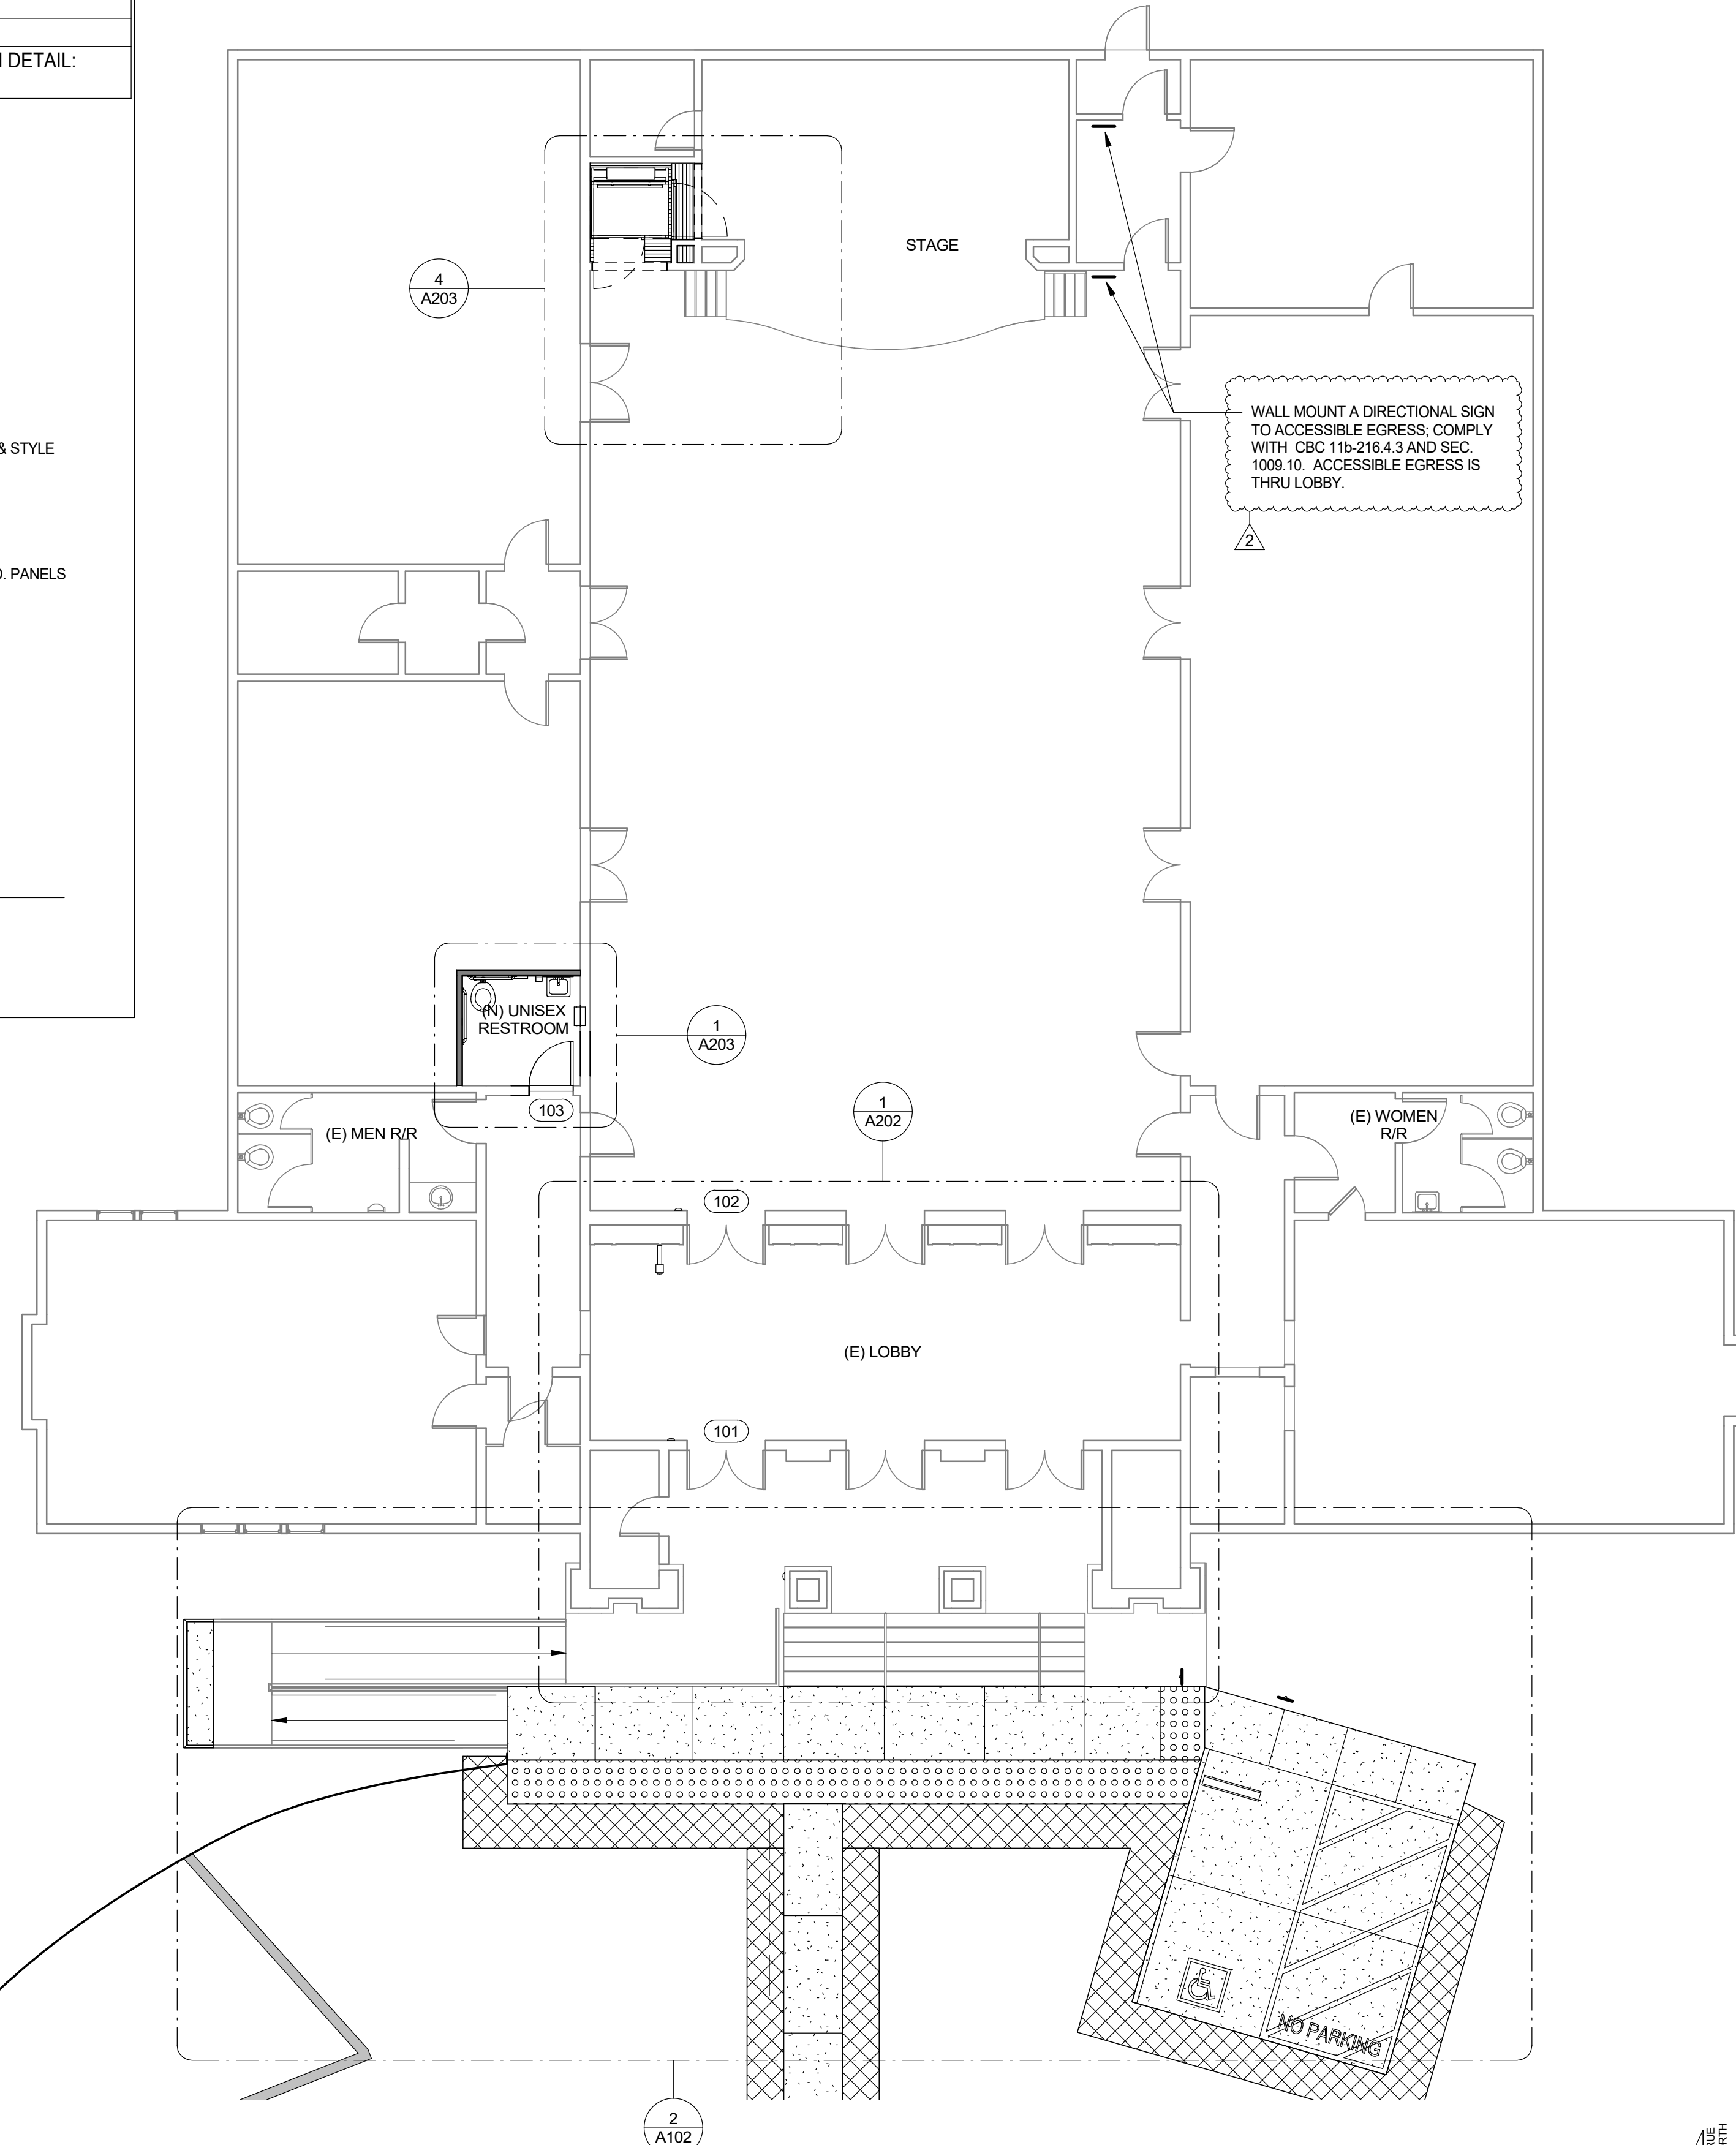 DETAIL:
& STYLE
PANELS
STAGE
4
A203
WALL MOUNT A DIRECTIONAL SIGN
TO ACCESSIBLE EGRESS; COMPLY
WITH CBC 11b-216.4.3 AND SEC.
1009.10. ACCESSIBLE EGRESS IS
THRU LOBBY.
2
(N) UNISEX
RESTROOM
1
A203
103
1
A202
(E) MEN R/R
(E) WOMEN
R/R
102
(E) LOBBY
101
NO PARKING
2
A102